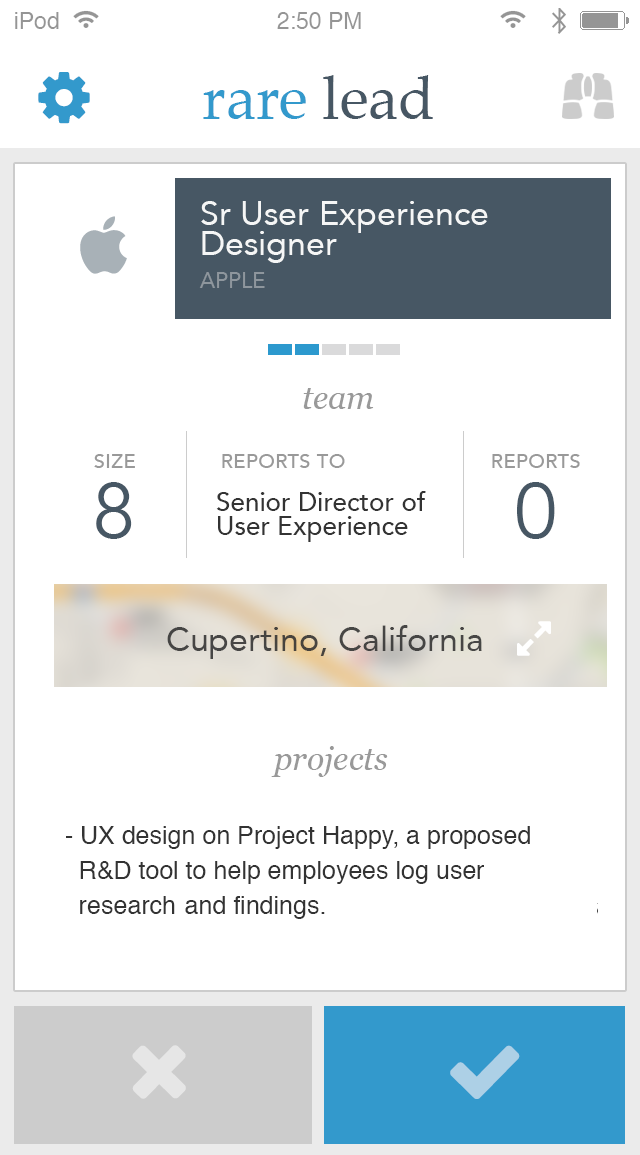 iPod 2:50 PM
rare lead
Sr User Experience
Designer
APPLE
team
SIZE
8
REPORTS TO
Senior Director of
User Experience
REPORTS
0
Cupertino, California
projects
- UX design on Project Happy, a proposed
R&D tool to help employees log user
research and findings.